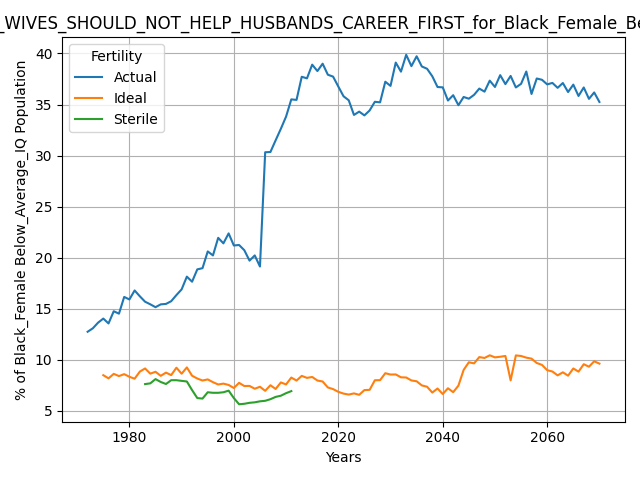 _WIVES_SHOULD_NOT_HELP_HUSBANDS_CAREER_FIRST_for_Black_Female_Be
Fertility
Actual
Ideal
Sterile
% of Black_Female Below_Average_IQ Population
40
35
30
25
20
15
10
5
1980
2000
2020
2040
2060
Years